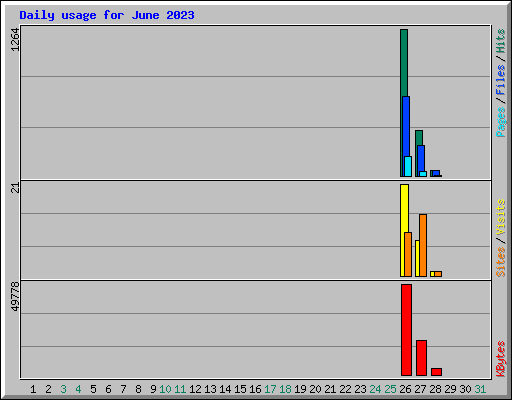 Daily usage for June 2023
1264
Pages / Files / Hits
21
Sites / Visits
49778
KBytes
1 2 3 4 5 6 7 8 9 10 11 12 13 14 15 16 17 18 19 20 21 22 23 24 25 26 27 28 29 30 31